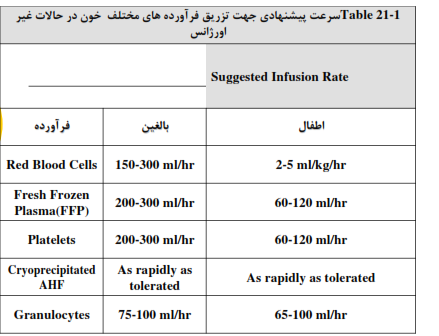 Table 21-1سرعت پیشنهادی جهت تزریق فرآورده های مختلف خون در حالات غیر
اورژانس
Suggested Infusion Rate
فرآورده بالغین اطفال
Red Blood Cells 150-300 ml/hr 2-5 ml/kg/hr
Fresh Frozen
Plasma(FFP) 200-300 ml/hr 60-120 ml/hr
Platelets 200-300 ml/hr 60-120 ml/hr
Cryoprecipitated
AHF As rapidly as
tolerated As rapidly as tolerated
Granulocytes 75-100 ml/hr 65-100 ml/hr